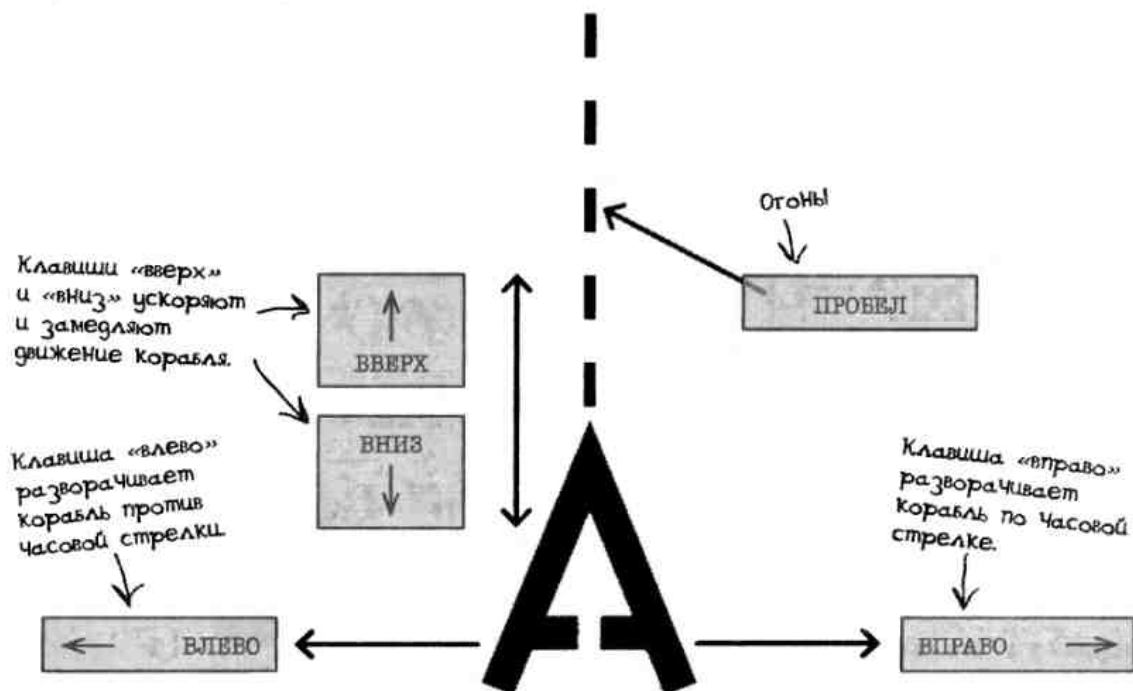 Огоны
ПРОБЕЛ
Клавиши «вверх»
и «вниз» ускоряют
и замедляют
движение корабля.
ВВЕРХ
ВНИЗ
Клавиша «влево»
разворачивает
корабль против
часовой стрелки.
ВЛЕВО
Клавиша «вправо»
разворачивает
корабль по часовой
стрелке.
ВПРАВО